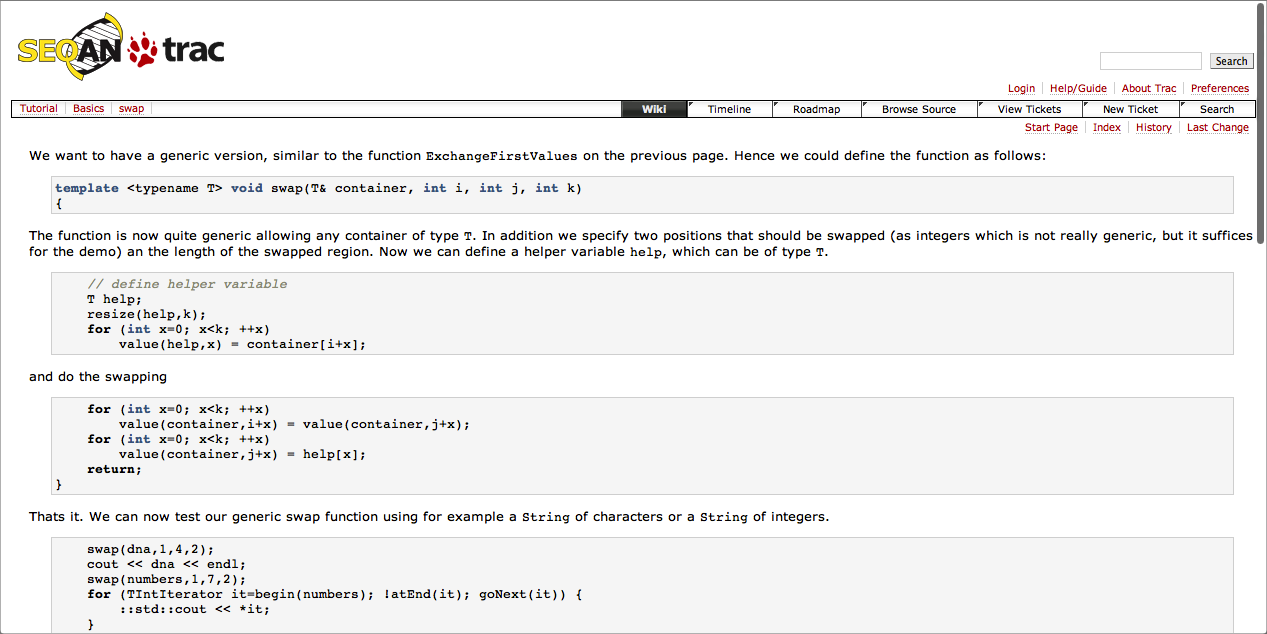 SEQAN trac
Search
Login Help/Guide About Trac Preferences
Tutorial Basics swap Wiki Timeline Roadmap Browse Source View Tickets New Ticket Search
Start Page Index History Last Change
We want to have a generic version, similar to the function ExchangeFirstValues on the previous page. Hence we could define the function as follows:
template <typename T> void swap(T& container, int i, int j, int k)
{
The function is now quite generic allowing any container of type T. In addition we specify two positions that should be swapped (as integers which is not really generic, but it suffices
for the demo) an the length of the swapped region. Now we can define a helper variable help, which can be of type T.
// define helper variable
T help;
resize(help,k);
for (int x=0; x<k; ++x)
value(help,x) = container[i+x];
and do the swapping
for (int x=0; x<k; ++x)
value(container,i+x) = value(container,j+x);
for (int x=0; x<k; ++x)
value(container,j+x) = help[x];
return;
}
Thats it. We can now test our generic swap function using for example a String of characters or a String of integers.
swap(dna,1,4,2);
cout << dna << endl;
swap(numbers,1,7,2);
for (TIntIterator it=begin(numbers); !atEnd(it); goNext(it)) {
::std::cout << *it;
}